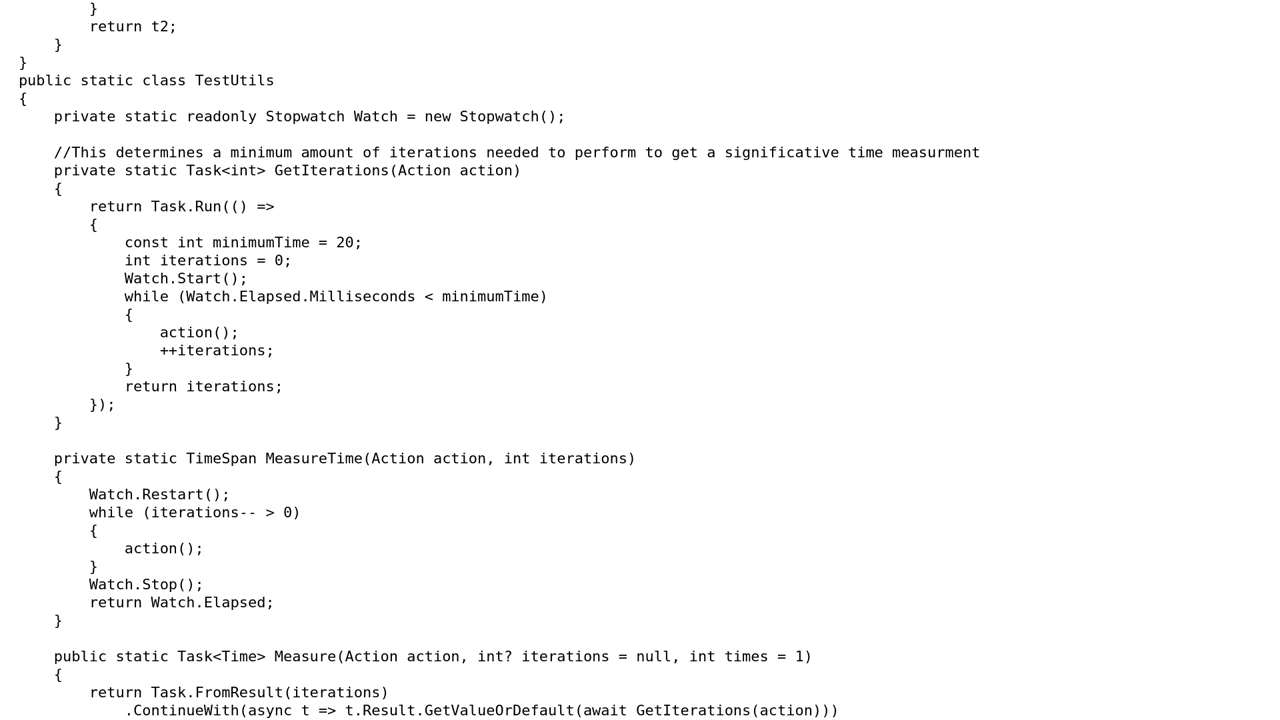 }
        return t2;
    }
}
public static class TestUtils
{
    private static readonly Stopwatch Watch = new Stopwatch();

    //This determines a minimum amount of iterations needed to perform to get a significative time measurment
    private static Task<int> GetIterations(Action action)
    {
        return Task.Run(() =>
        {
            const int minimumTime = 20;
            int iterations = 0;
            Watch.Start();
            while (Watch.Elapsed.Milliseconds < minimumTime)
            {
                action();
                ++iterations;
            }
            return iterations;
        });
    }

    private static TimeSpan MeasureTime(Action action, int iterations)
    {
        Watch.Restart();
        while (iterations-- > 0)
        {
            action();
        }
        Watch.Stop();
        return Watch.Elapsed;
    }

    public static Task<Time> Measure(Action action, int? iterations = null, int times = 1)
    {
        return Task.FromResult(iterations)
            .ContinueWith(async t => t.Result.GetValueOrDefault(await GetIterations(action)))